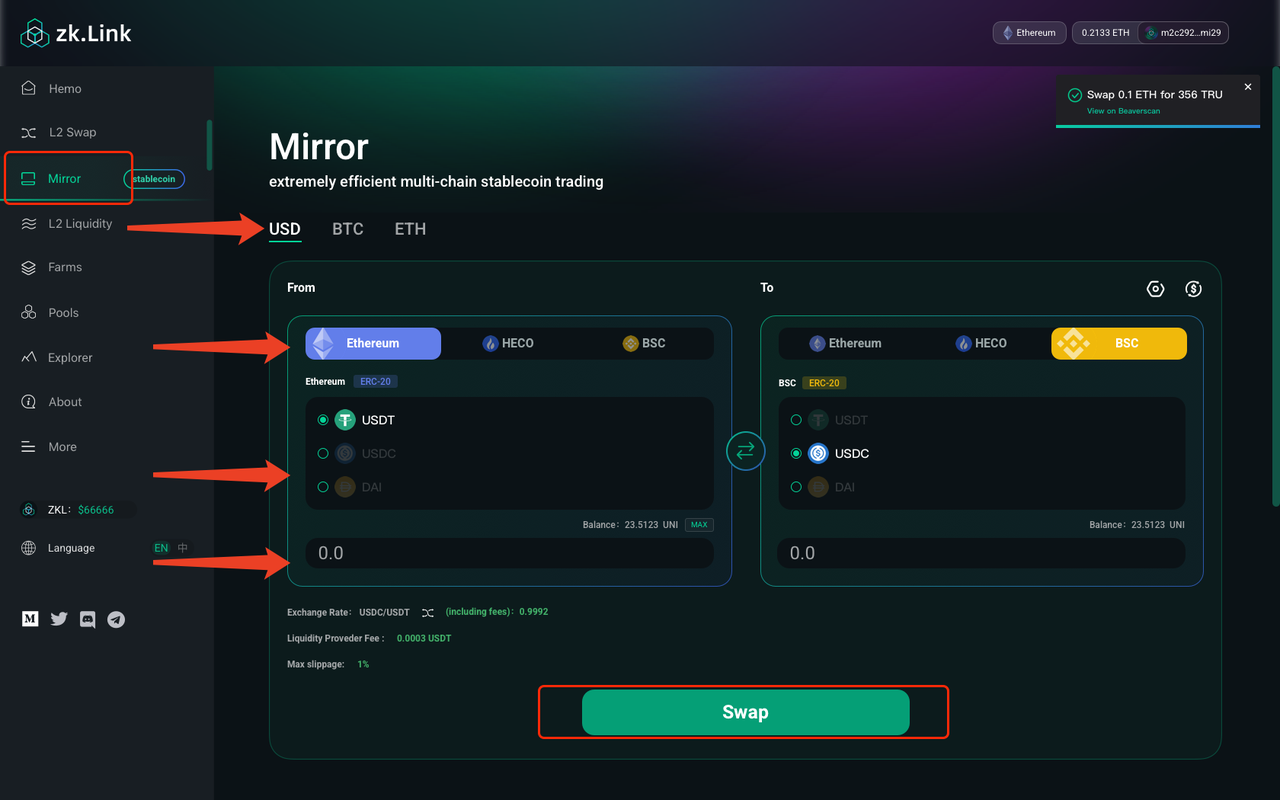 zk.Link
Ethereum
0.2133 ETH
m2c292...mi29
Hemo
L2 Swap
Mirror
stablecoin
L2 Liquidity
Farms
Pools
Explorer
About
More
ZKL: $66666
Language
EN 中
M
Swap 0.1 ETH for 356 TRU
View on Beaverscan
Mirror
extremely efficient multi-chain stablecoin trading
USD BTC ETH
From
Ethereum HECO BSC
Ethereum ERC-20
USDT
USDC
DAI
Balance: 23.5123 UNI MAX
0.0
To
Ethereum HECO BSC
BSC ERC-20
USDT
USDC
DAI
Balance: 23.5123 UNI
0.0
Exchange Rate: USDC/USDT (including fees): 0.9992
Liquidity Proveder Fee : 0.0003 USDT
Max slippage: 1%
Swap